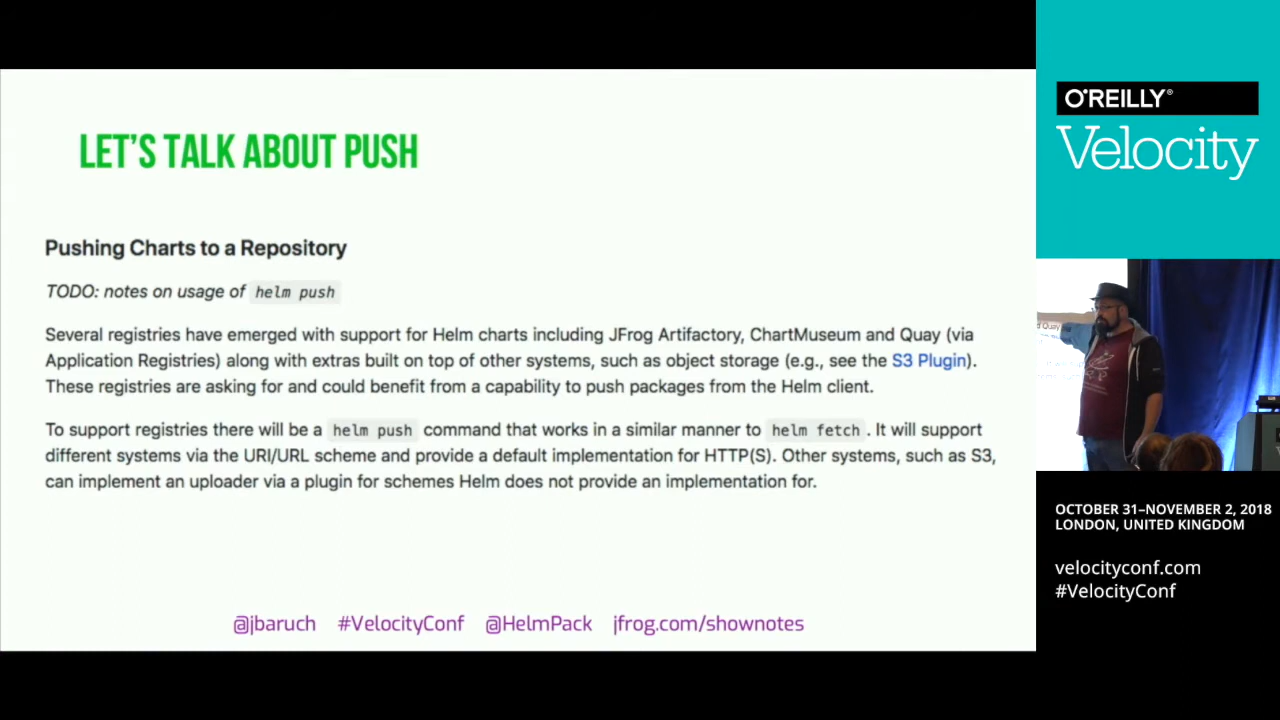 LET'S TALK ABOUT PUSH
Pushing Charts to a Repository
TODO: notes on usage of helm push
Several registries have emerged with support for Helm charts including JFrog Artifactory, ChartMuseum and Quay (via
Application Registries) along with extras built on top of other systems, such as object storage (e.g., see the S3 Plugin).
These registries are asking for and could benefit from a capability to push packages from the Helm client.
To support registries there will be a helm push command that works in a similar manner to helm fetch. It will support
different systems via the URI/URL scheme and provide a default implementation for HTTP(S). Other systems, such as S3,
can implement an uploader via a plugin for schemes Helm does not provide an implementation for.
@jbaruch #VelocityConf @HelmPack jfrog.com/shownotes
O'REILLY®
Velocity
OCTOBER 31–NOVEMBER 2, 2018
LONDON, UNITED KINGDOM
velocityconf.com
#VelocityConf